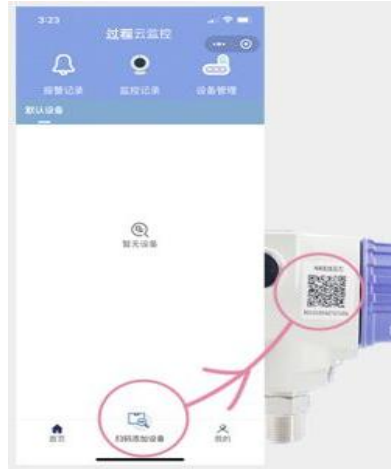 3:23
过程云监控
报警记录 监控记录 设备管理
默认设备
暂无设备
首页 扫码添加设备 我的